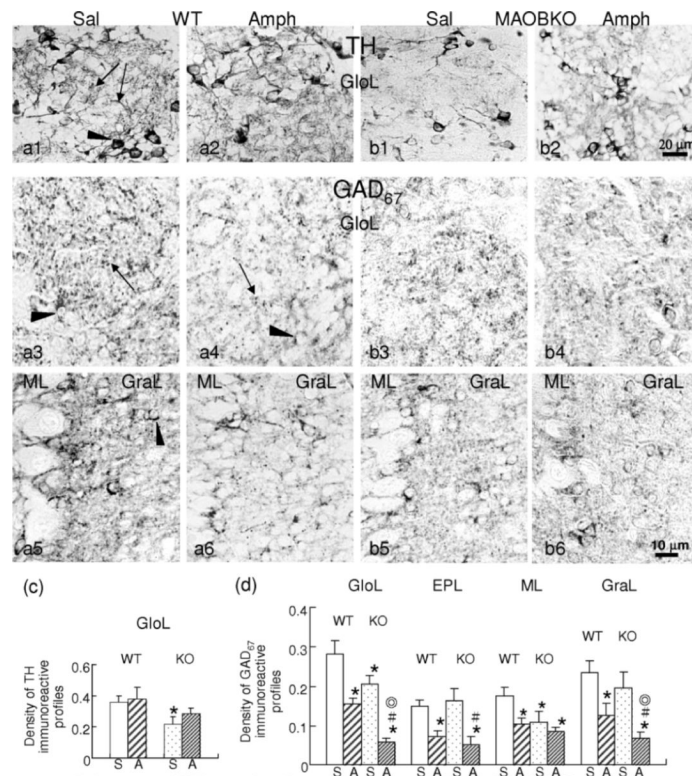 Sal WT Amph Sal MAOBKO Amph
TH
GloL
a1 a2 b1 b2 20 µm
GAD67
GloL
a3 a4 b3 b4
ML GraL ML ML GraL ML GraL
a5 a6 b5 b6 10 µm
(c) (d) GloL EPL ML GraL
GloL
WT KO
Density of TH
immunoreactive
profiles
0.6
0.4
0.2
0
S A S A
Density of GAD67
immunoreactive
profiles
0.4
0.3
0.2
0.1
0
WT KO WT KO WT KO WT KO
* * * ◎ # * * # * * * * * ◎ # *
S A S A S A S A S A S A S A S A